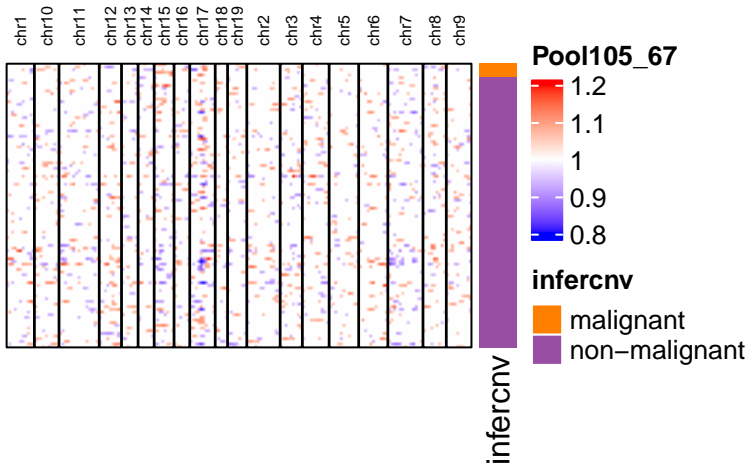 chr1
chr10
chr11
chr12
chr13
chr14
chr15
chr16
chr17
chr18
chr19
chr2
chr3
chr4
chr5
chr6
chr7
chr8
chr9
Pool105_67
1.2
1.1
1
0.9
0.8
infercnv
malignant
non−malignant
infercnv